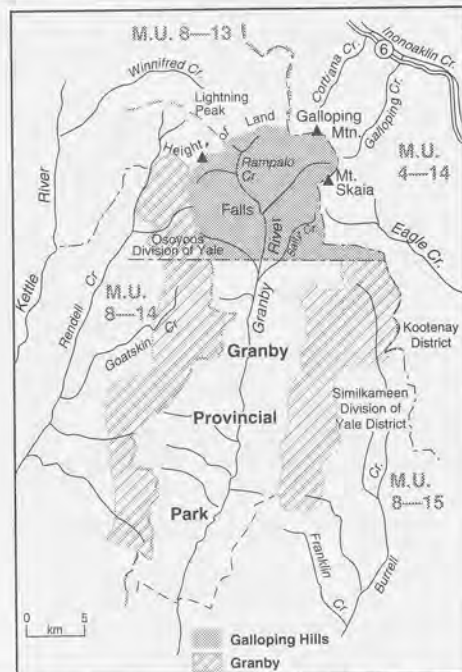 M.U. 8—13
Winnifred Cr.
Lightning
Peak
Height of Land
Cortrana Cr.
6
Inonoaklin Cr.
Galloping
Mtn.
Galloping Cr.
Rampalo
Cr.
Mt.
Skaia
M.U.
4—14
Falls
River
Sally Cr.
Eagle Cr.
Osoyoos
Division of Yale
River
Kettle
Rendell Cr
M.U.
8—14
Goatskin Cr
Granby
Granby
Kootenay
District
Provincial
Similkameen
Division of
Yale District
Cr.
M.U.
8—15
Park
Franklin
Cr
Burrell
0 5
km
Galloping Hills
Granby